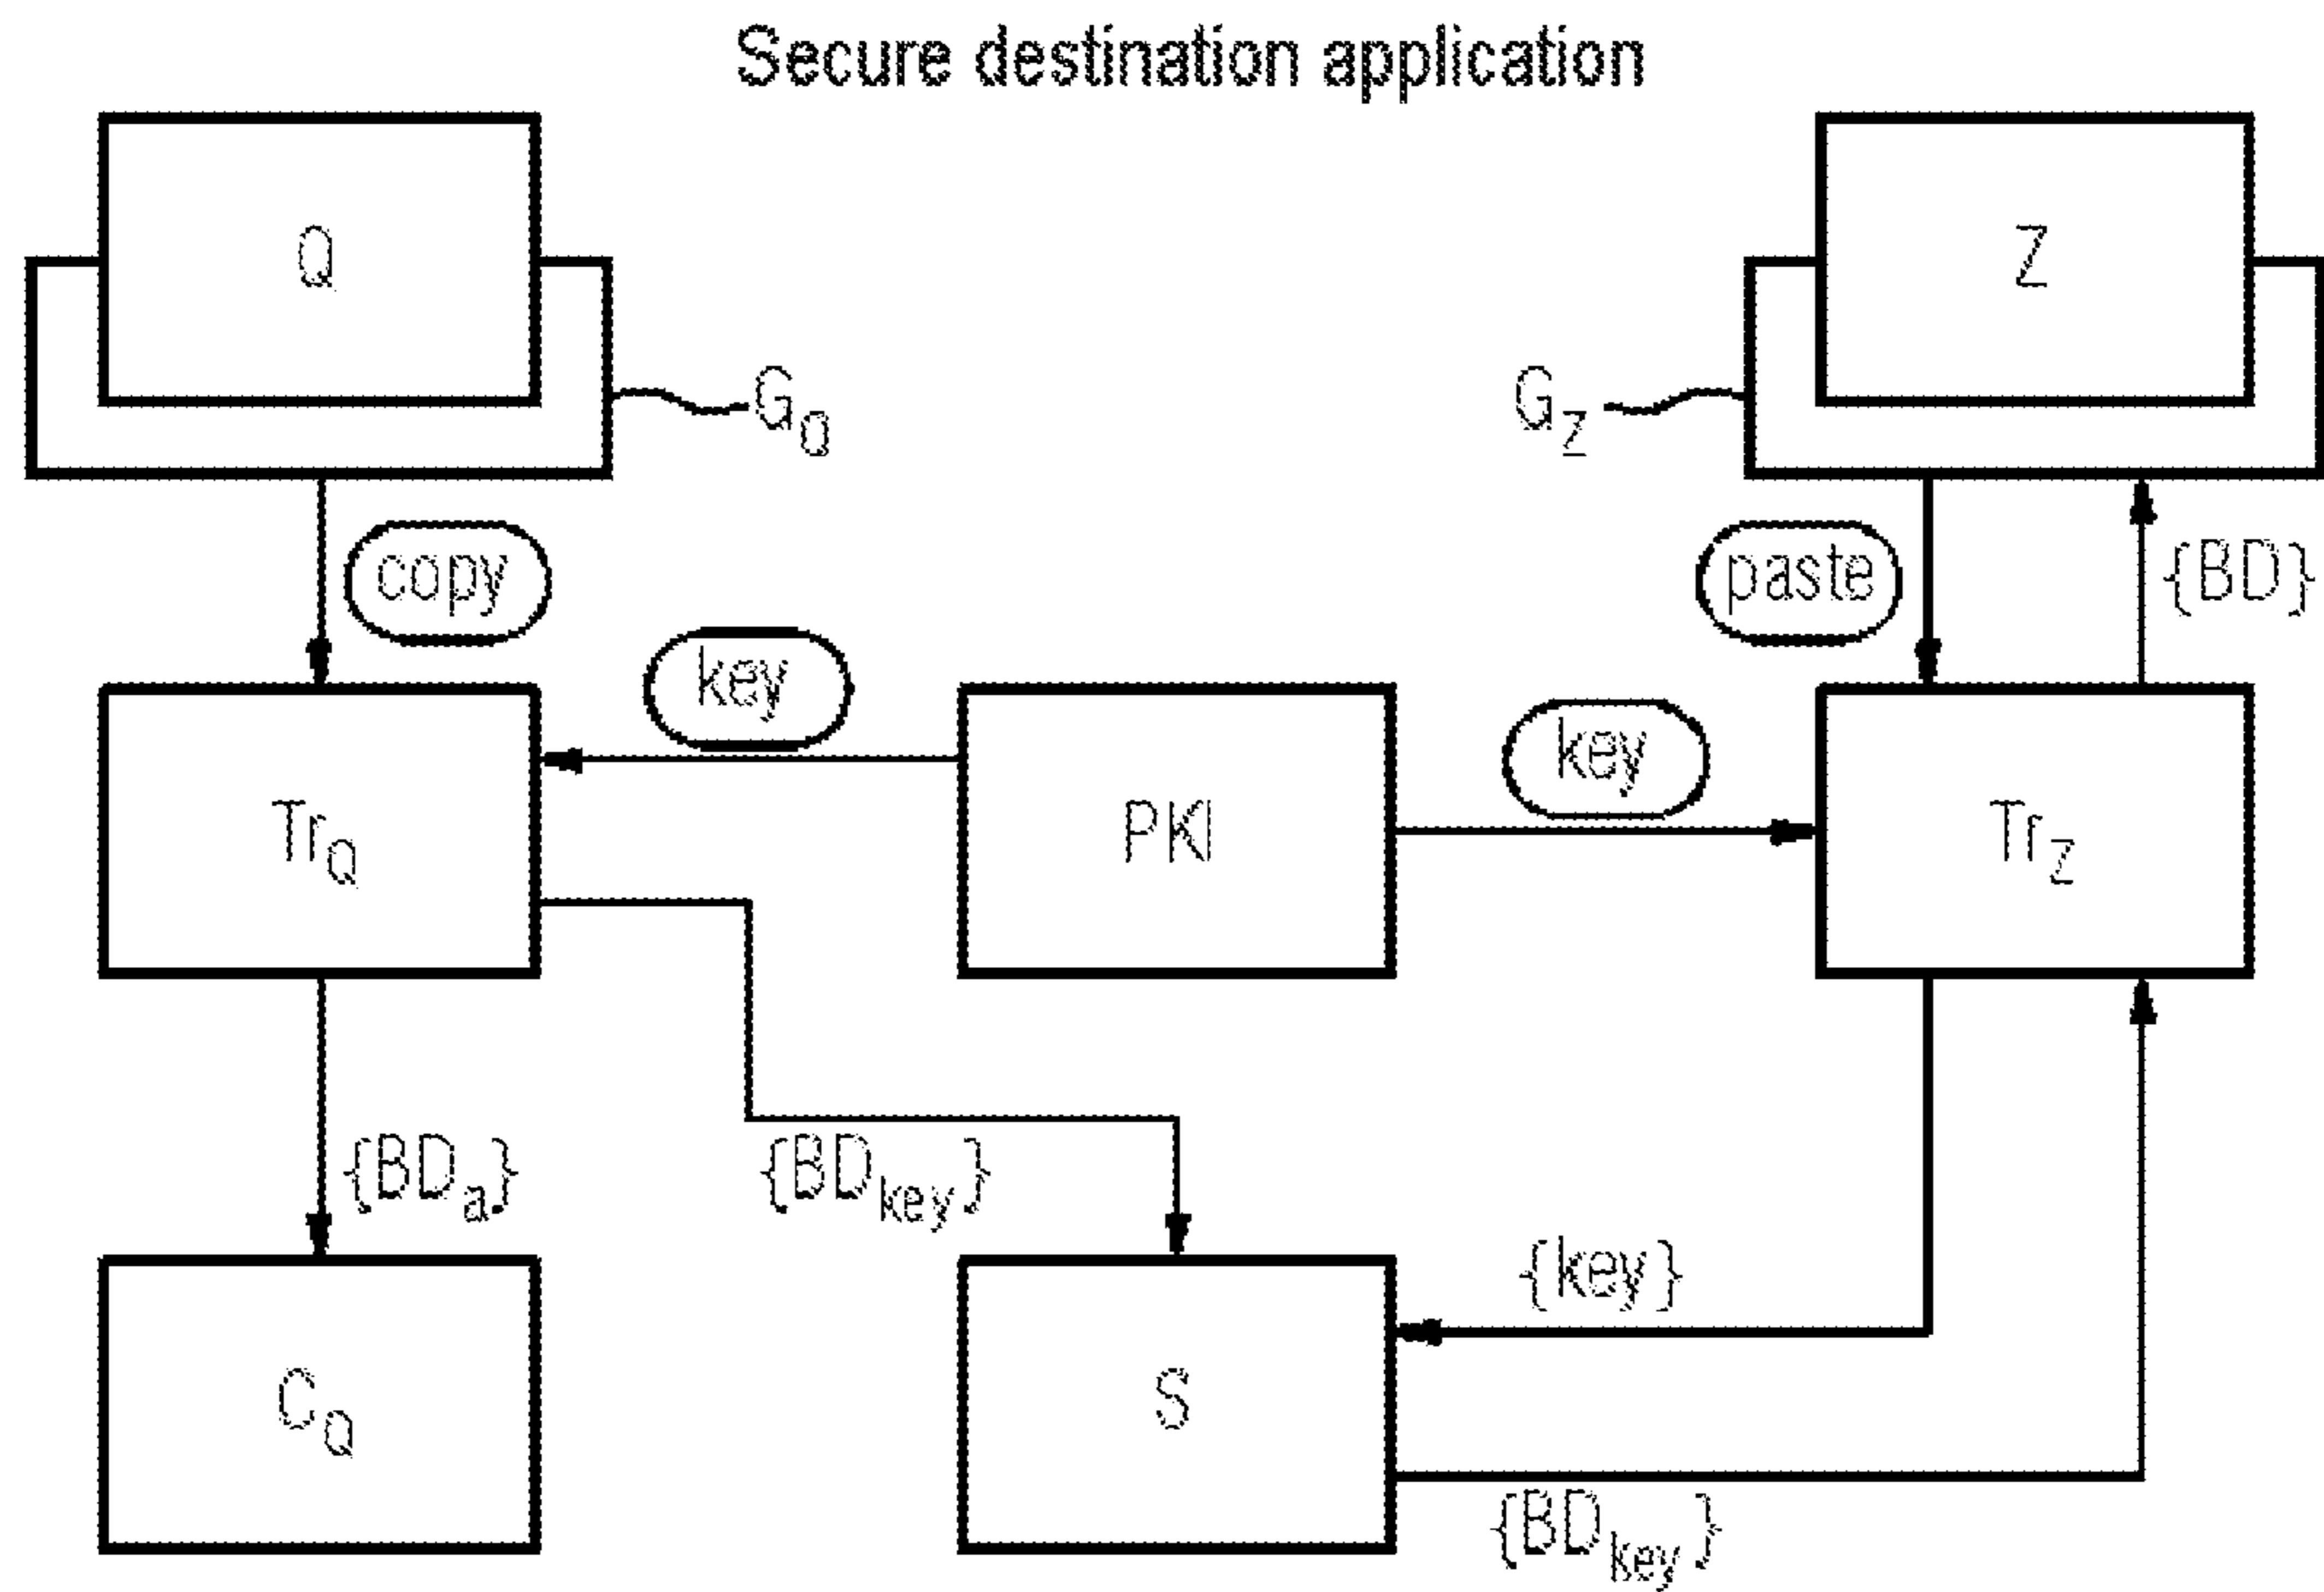 Secure destination application
Q
Z
G_Q
G_Z
copy
paste
{BD}
key
key
Tr_Q
PKI
Tr_Z
{BD_a}
{BD_key}
{key}
C_Q
S
{BD_key}